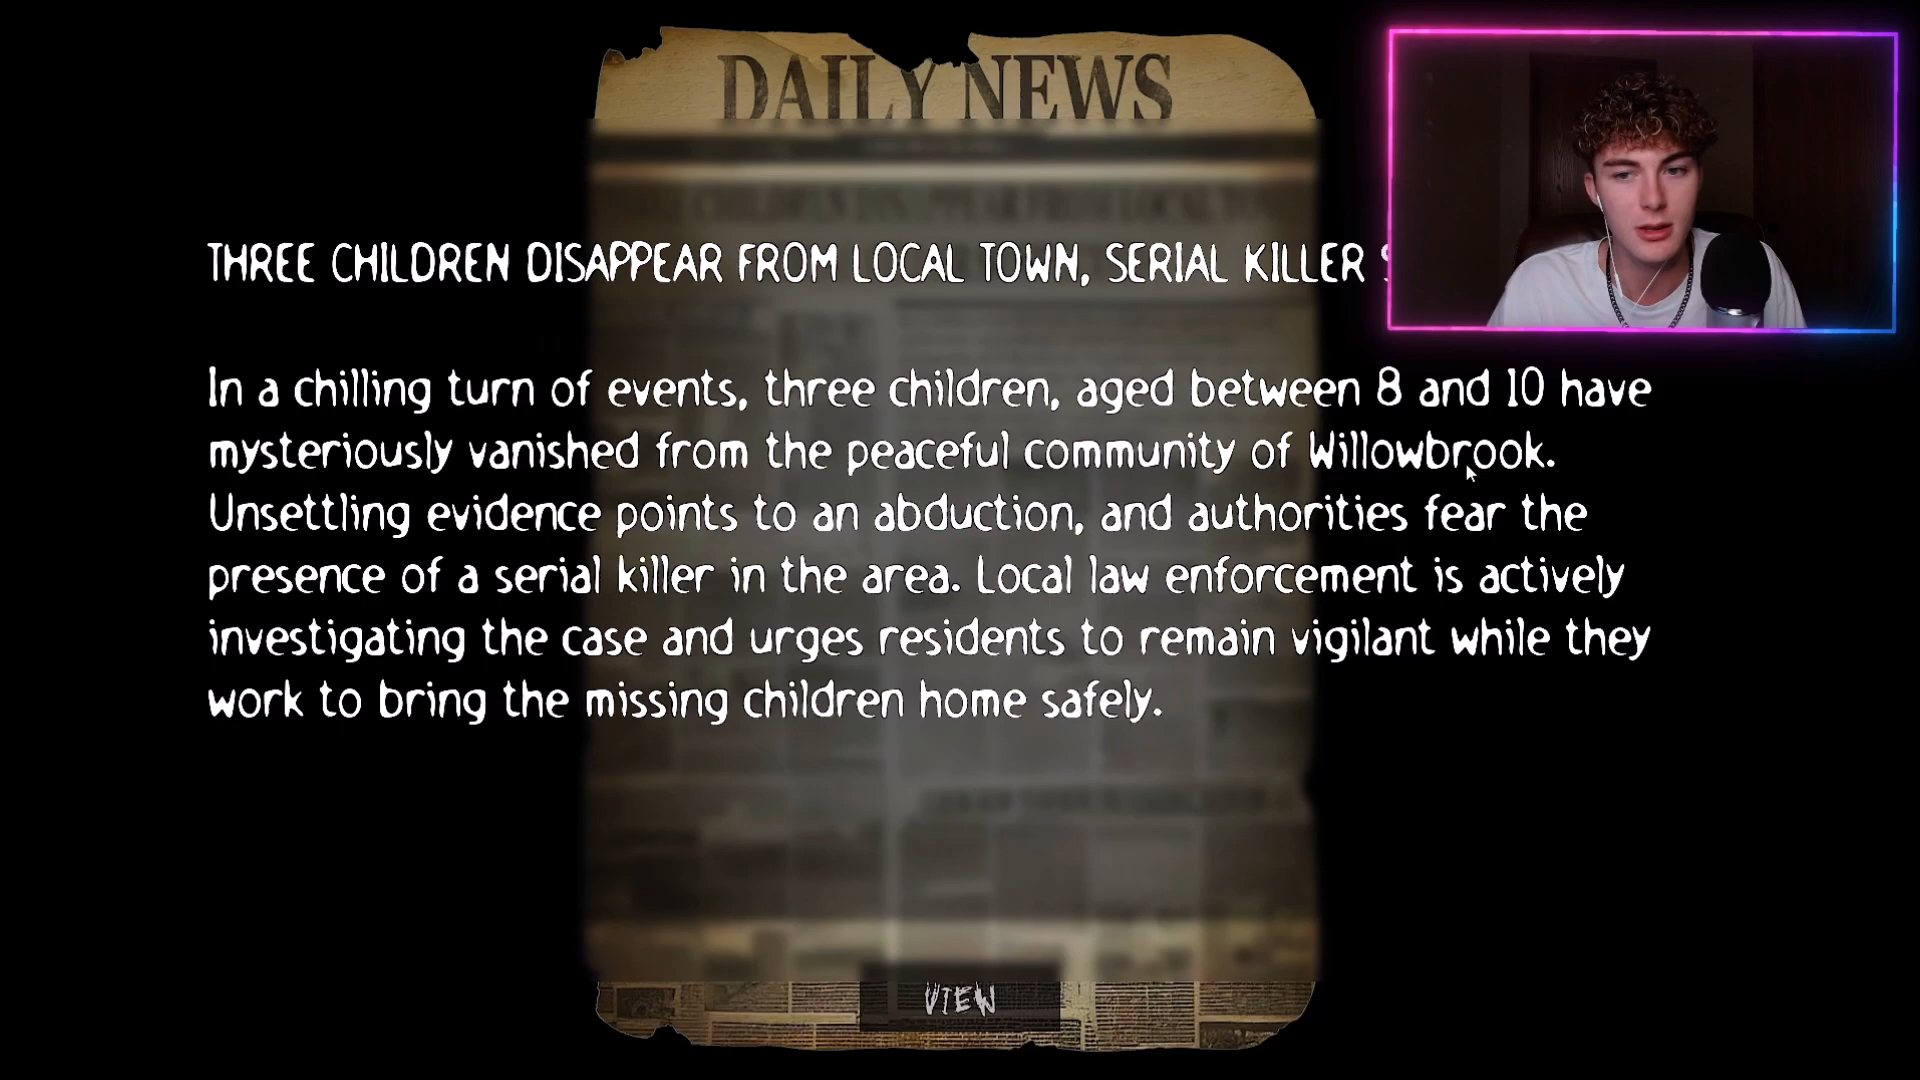 DAILY NEWS
THREE CHILDREN DISAPPEAR FROM LOCAL TOWN, SERIAL KILLER
In a chilling turn of events, three children, aged between 8 and 10 have
mysteriously vanished from the peaceful community of Willowbrook.
Unsettling evidence points to an abduction, and authorities fear the
presence of a serial killer in the area. Local law enforcement is actively
investigating the case and urges residents to remain vigilant while they
work to bring the missing children home safely.
VIEW